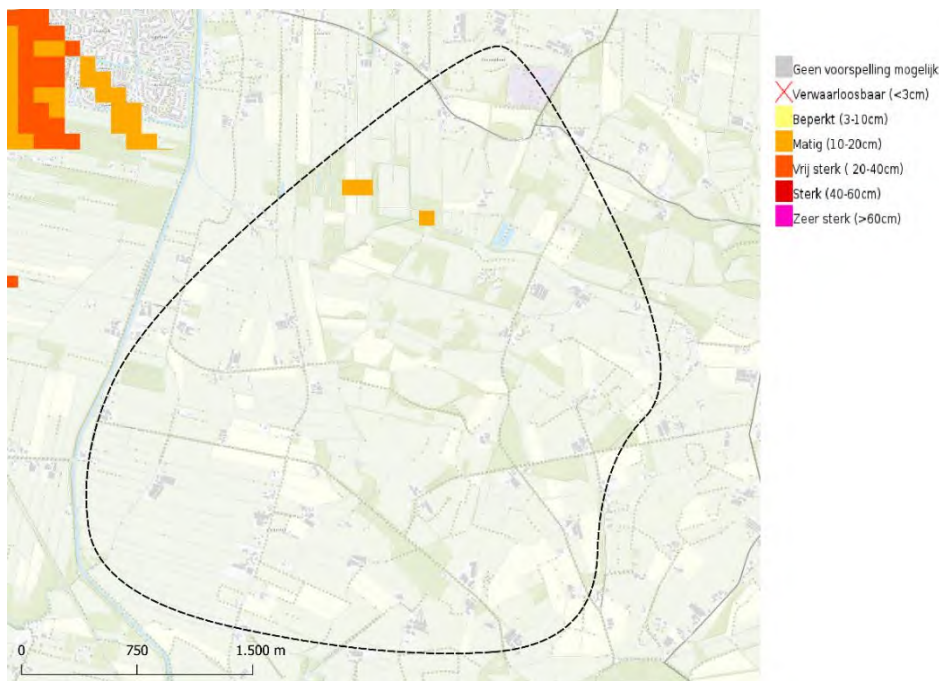 Geen voorspelling mogelijk
Verwaarloosbaar (<3cm)
Beperkt (3-10cm)
Matig (10-20cm)
Vrij sterk ( 20-40cm)
Sterk (40-60cm)
Zeer sterk (>60cm)
0 750 1.500 m